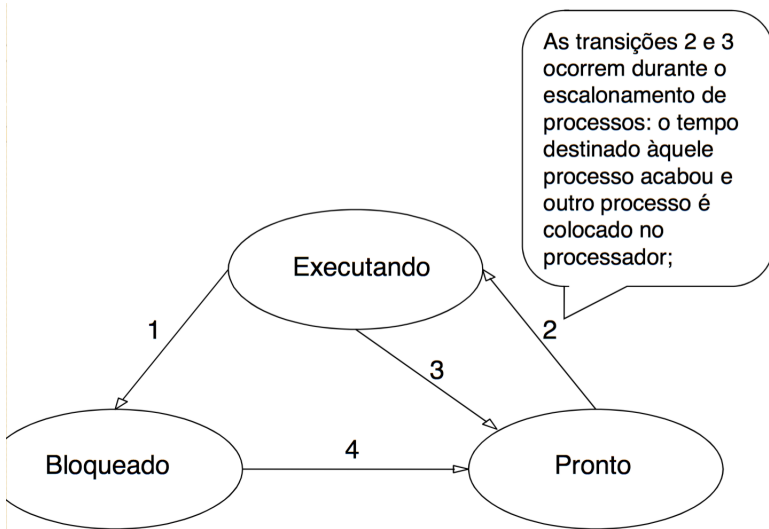 As transições 2 e 3
ocorrem durante o
escalonamento de
processos: o tempo
destinado àquele
processo acabou e
outro processo é
colocado no
processador;
Executando
1
2
3
Bloqueado
4
Pronto